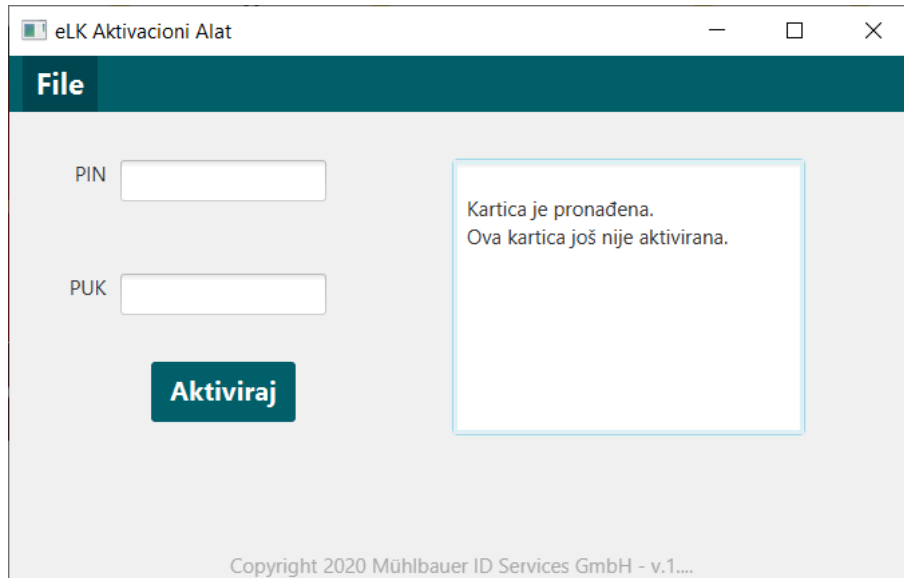 eLK Aktivacioni Alat
File
PIN
PUK
Aktiviraj
Kartica je pronađena.
Ova kartica još nije aktivirana.
Copyright 2020 Mühlbauer ID Services GmbH - v.1....